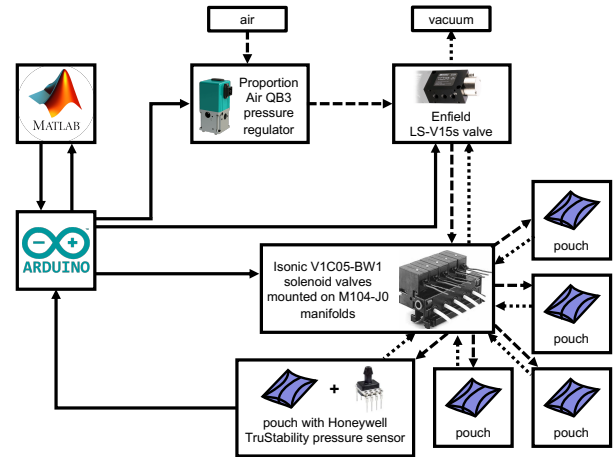 air
vacuum
MATLAB
Proportion
Air QB3
pressure
regulator
Enfield
LS-V15s valve
ARDUINO
Isonic V1C05-BW1
solenoid valves
mounted on M104-J0
manifolds
pouch
pouch
+
pouch with Honeywell
TruStability pressure sensor
pouch
pouch